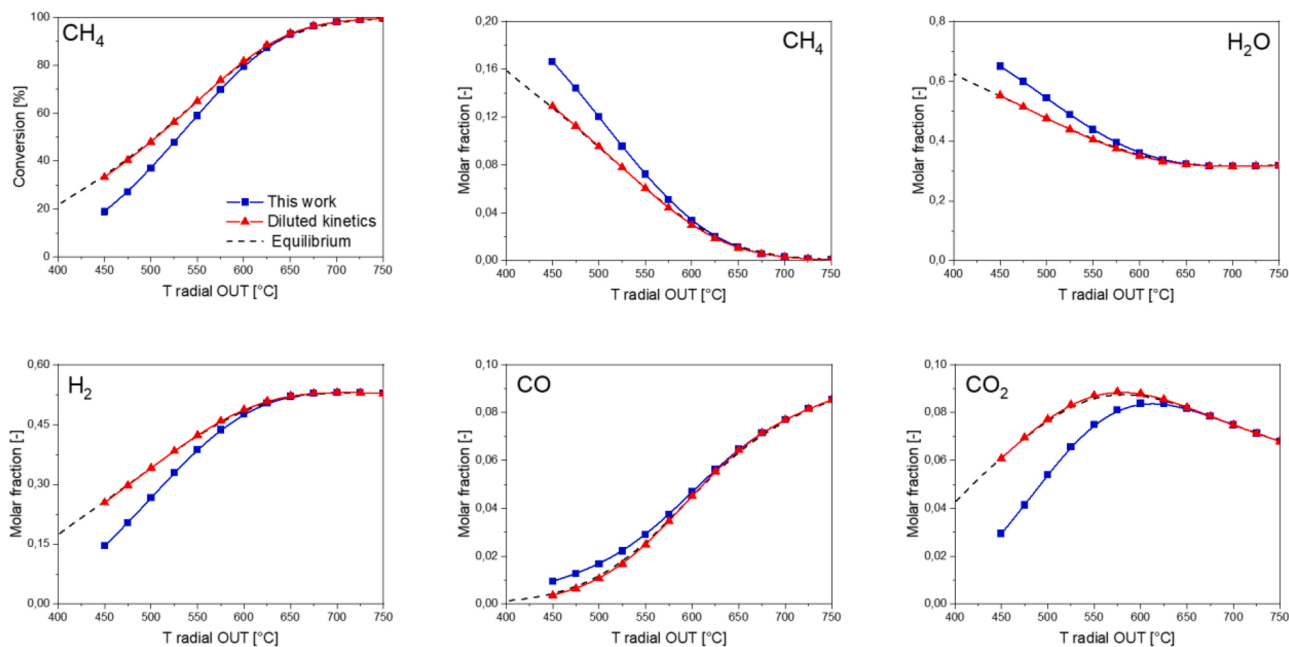 CH4
Conversion [%]
100
80
60
40
20
0
This work
Diluted kinetics
Equilibrium
400 450 500 550 600 650 700 750
T radial OUT [°C]
CH4
Molar fraction [-]
0,20
0,16
0,12
0,08
0,04
0,00
400 450 500 550 600 650 700 750
T radial OUT [°C]
H2O
Molar fraction [-]
0,8
0,6
0,4
0,2
0,0
400 450 500 550 600 650 700 750
T radial OUT [°C]
H2
Molar fraction [-]
0,60
0,45
0,30
0,15
0,00
400 450 500 550 600 650 700 750
T radial OUT [°C]
CO
Molar fraction [-]
0,10
0,08
0,06
0,04
0,02
0,00
400 450 500 550 600 650 700 750
T radial OUT [°C]
CO2
Molar fraction [-]
0,10
0,08
0,06
0,04
0,02
0,00
400 450 500 550 600 650 700 750
T radial OUT [°C]